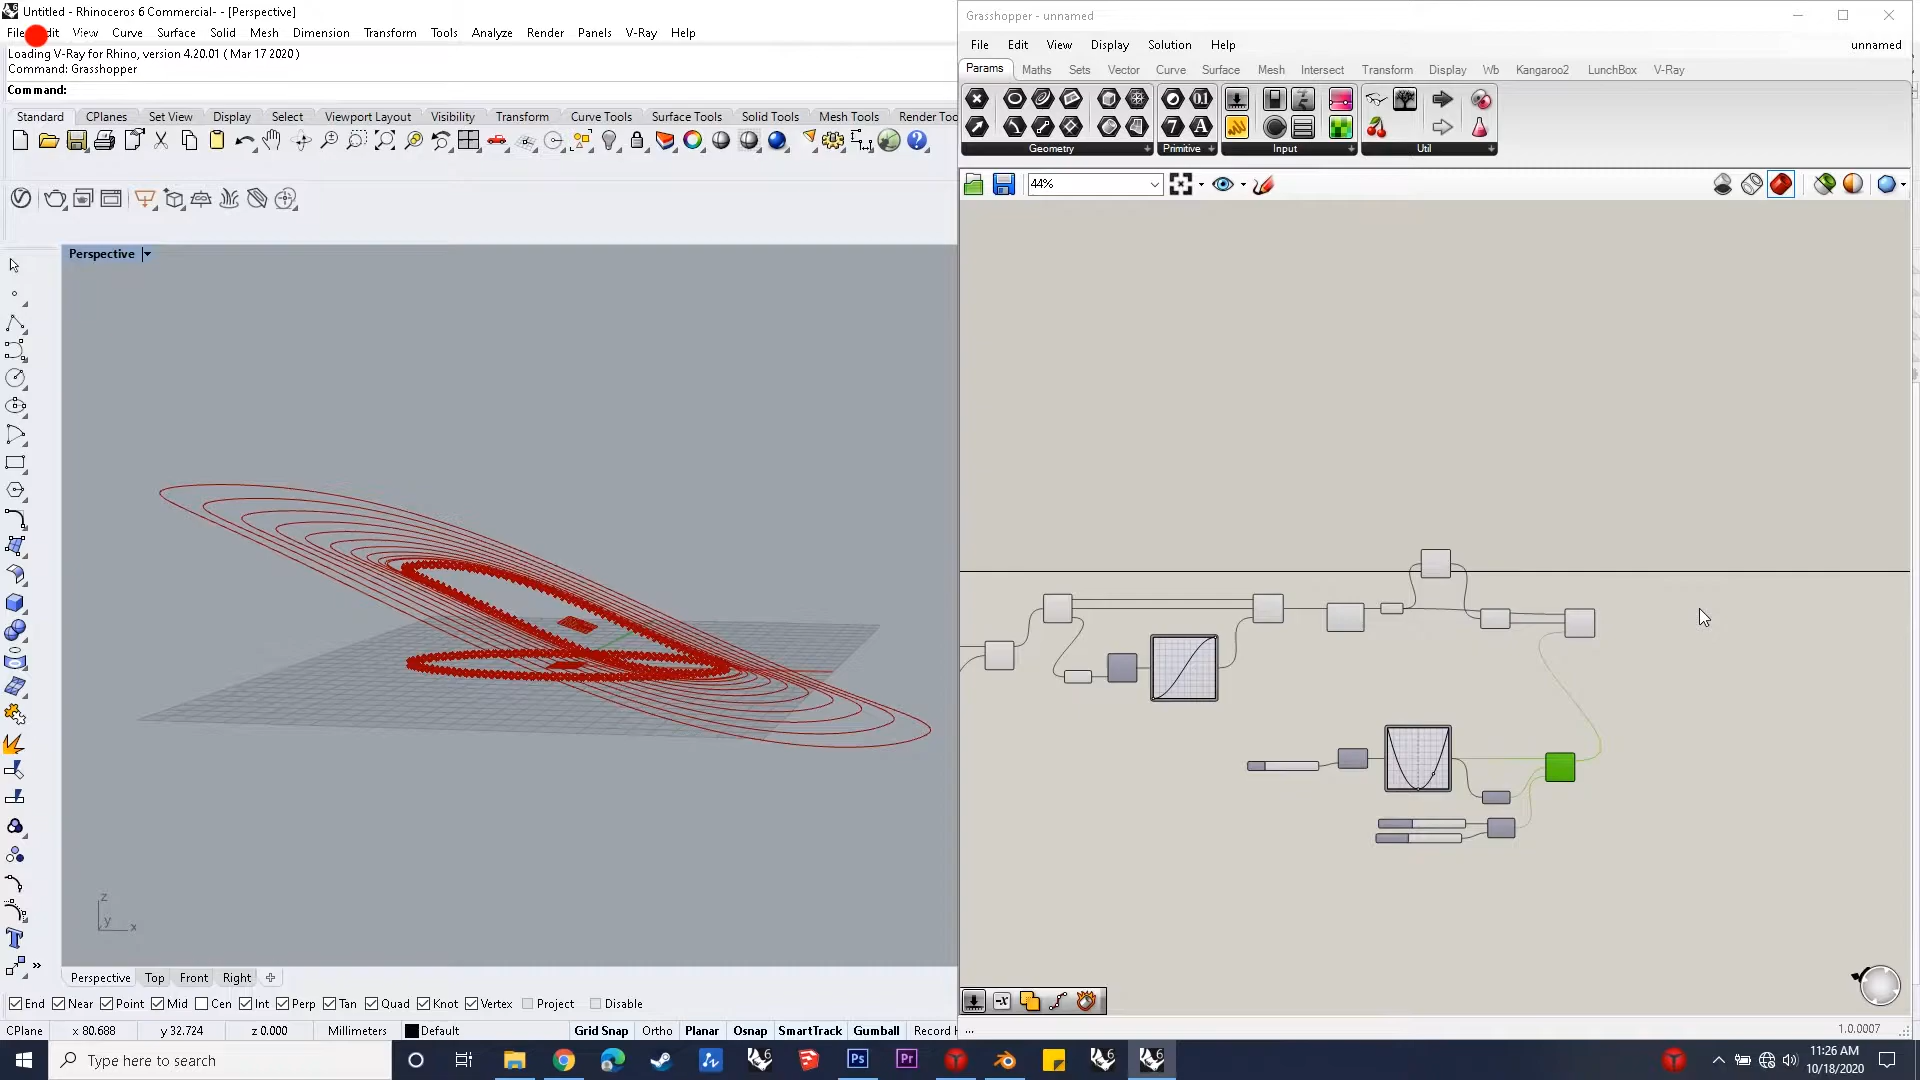 Untitled - Rhinoceros 6 Commercial- - [Perspective]
File Edit View Curve Surface Solid Mesh Dimension Transform Tools Analyze Render Panels V-Ray Help
Loading V-Ray for Rhino, version 4.20.01 ( Mar 17 2020 )
Command: Grasshopper
Command:
Standard CPlanes Set View Display Select Viewport Layout Visibility Transform Curve Tools Surface Tools Solid Tools Mesh Tools Render Too
Perspective
z
y x
Perspective Top Front Right
End Near Point Mid Cen Int Perp Tan Quad Knot Vertex Project Disable
CPlane x 80.688 y 32.724 z 0.000 Millimeters Default Grid Snap Ortho Planar Osnap SmartTrack Gumball Record H
Grasshopper - unnamed
File Edit View Display Solution Help unnamed
Params Maths Sets Vector Curve Surface Mesh Intersect Transform Display Wb Kangaroo2 LunchBox V-Ray
Geometry Primitive Input Util
44%
...
1.0.0007
Type here to search
Ps
Pr
11:26 AM
10/18/2020